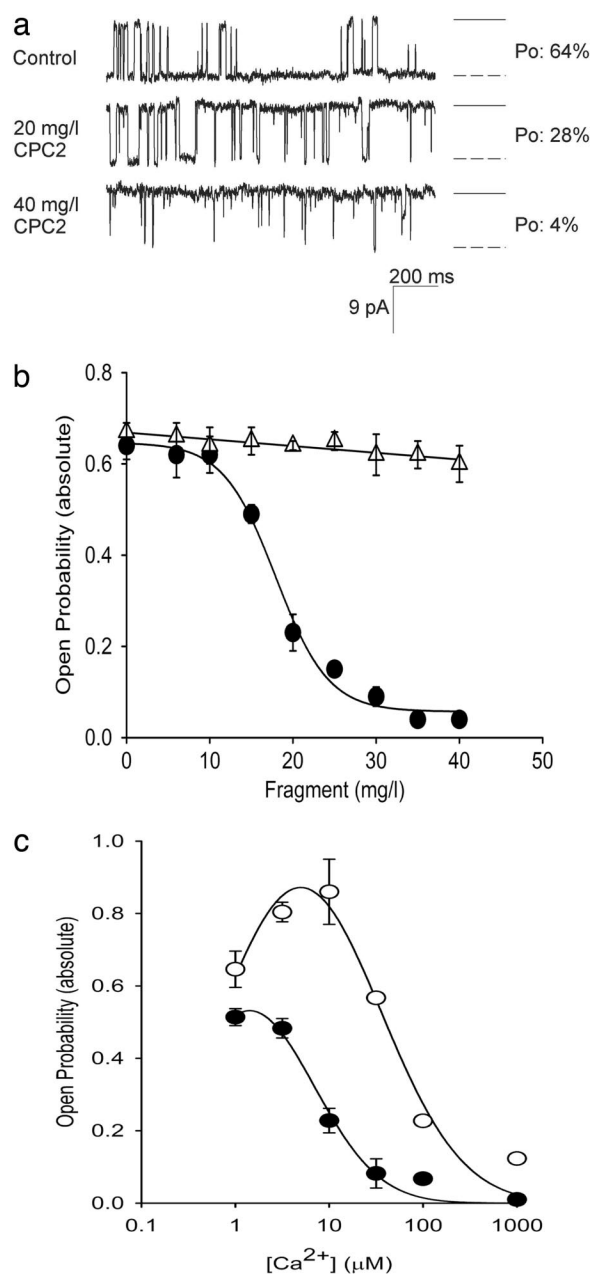 a
Control
Po: 64%
20 mg/l
CPC2
Po: 28%
40 mg/l
CPC2
Po: 4%
200 ms
9 pA
b
Open Probability (absolute)
0.8
0.6
0.4
0.2
0.0
0 10 20 30 40 50
Fragment (mg/l)
c
Open Probability (absolute)
1.0
0.8
0.6
0.4
0.2
0.0
0.1 1 10 100 1000
[Ca²⁺] (µM)